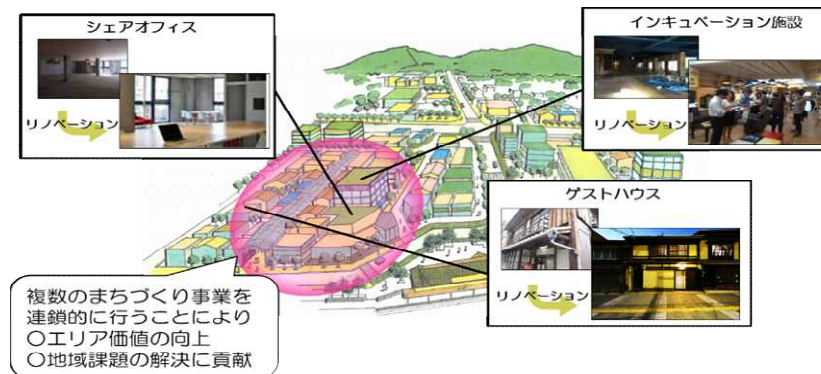 シェアオフィス
リノベーション
インキュベーション施設
リノベーション
ゲストハウス
リノベーション
複数のまちづくり事業を
連鎖的に行うことにより
〇エリア価値の向上
〇地域課題の解決に貢献